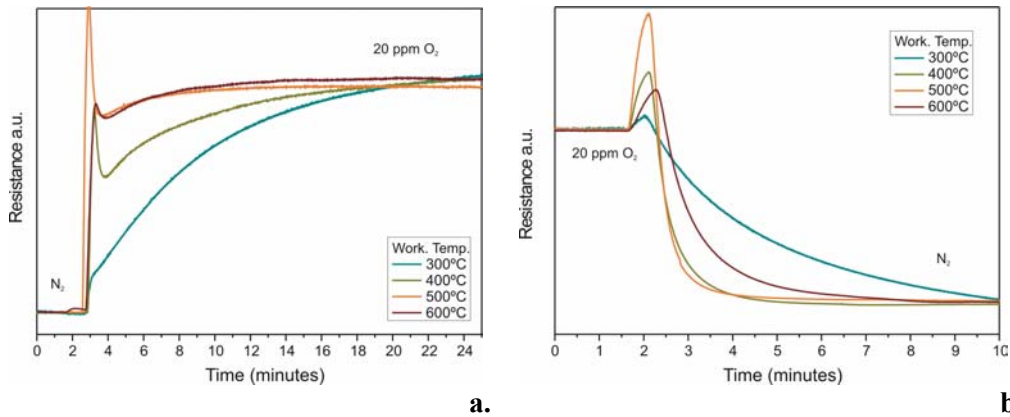 Resistance a.u.
20 ppm O₂
N₂
Work. Temp.
300ºC
400ºC
500ºC
600ºC
0 2 4 6 8 10 12 14 16 18 20 22 24
Time (minutes)
a.
Resistance a.u.
Work. Temp.
300ºC
400ºC
500ºC
600ºC
20 ppm O₂
N₂
0 1 2 3 4 5 6 7 8 9 10
Time (minutes)
b